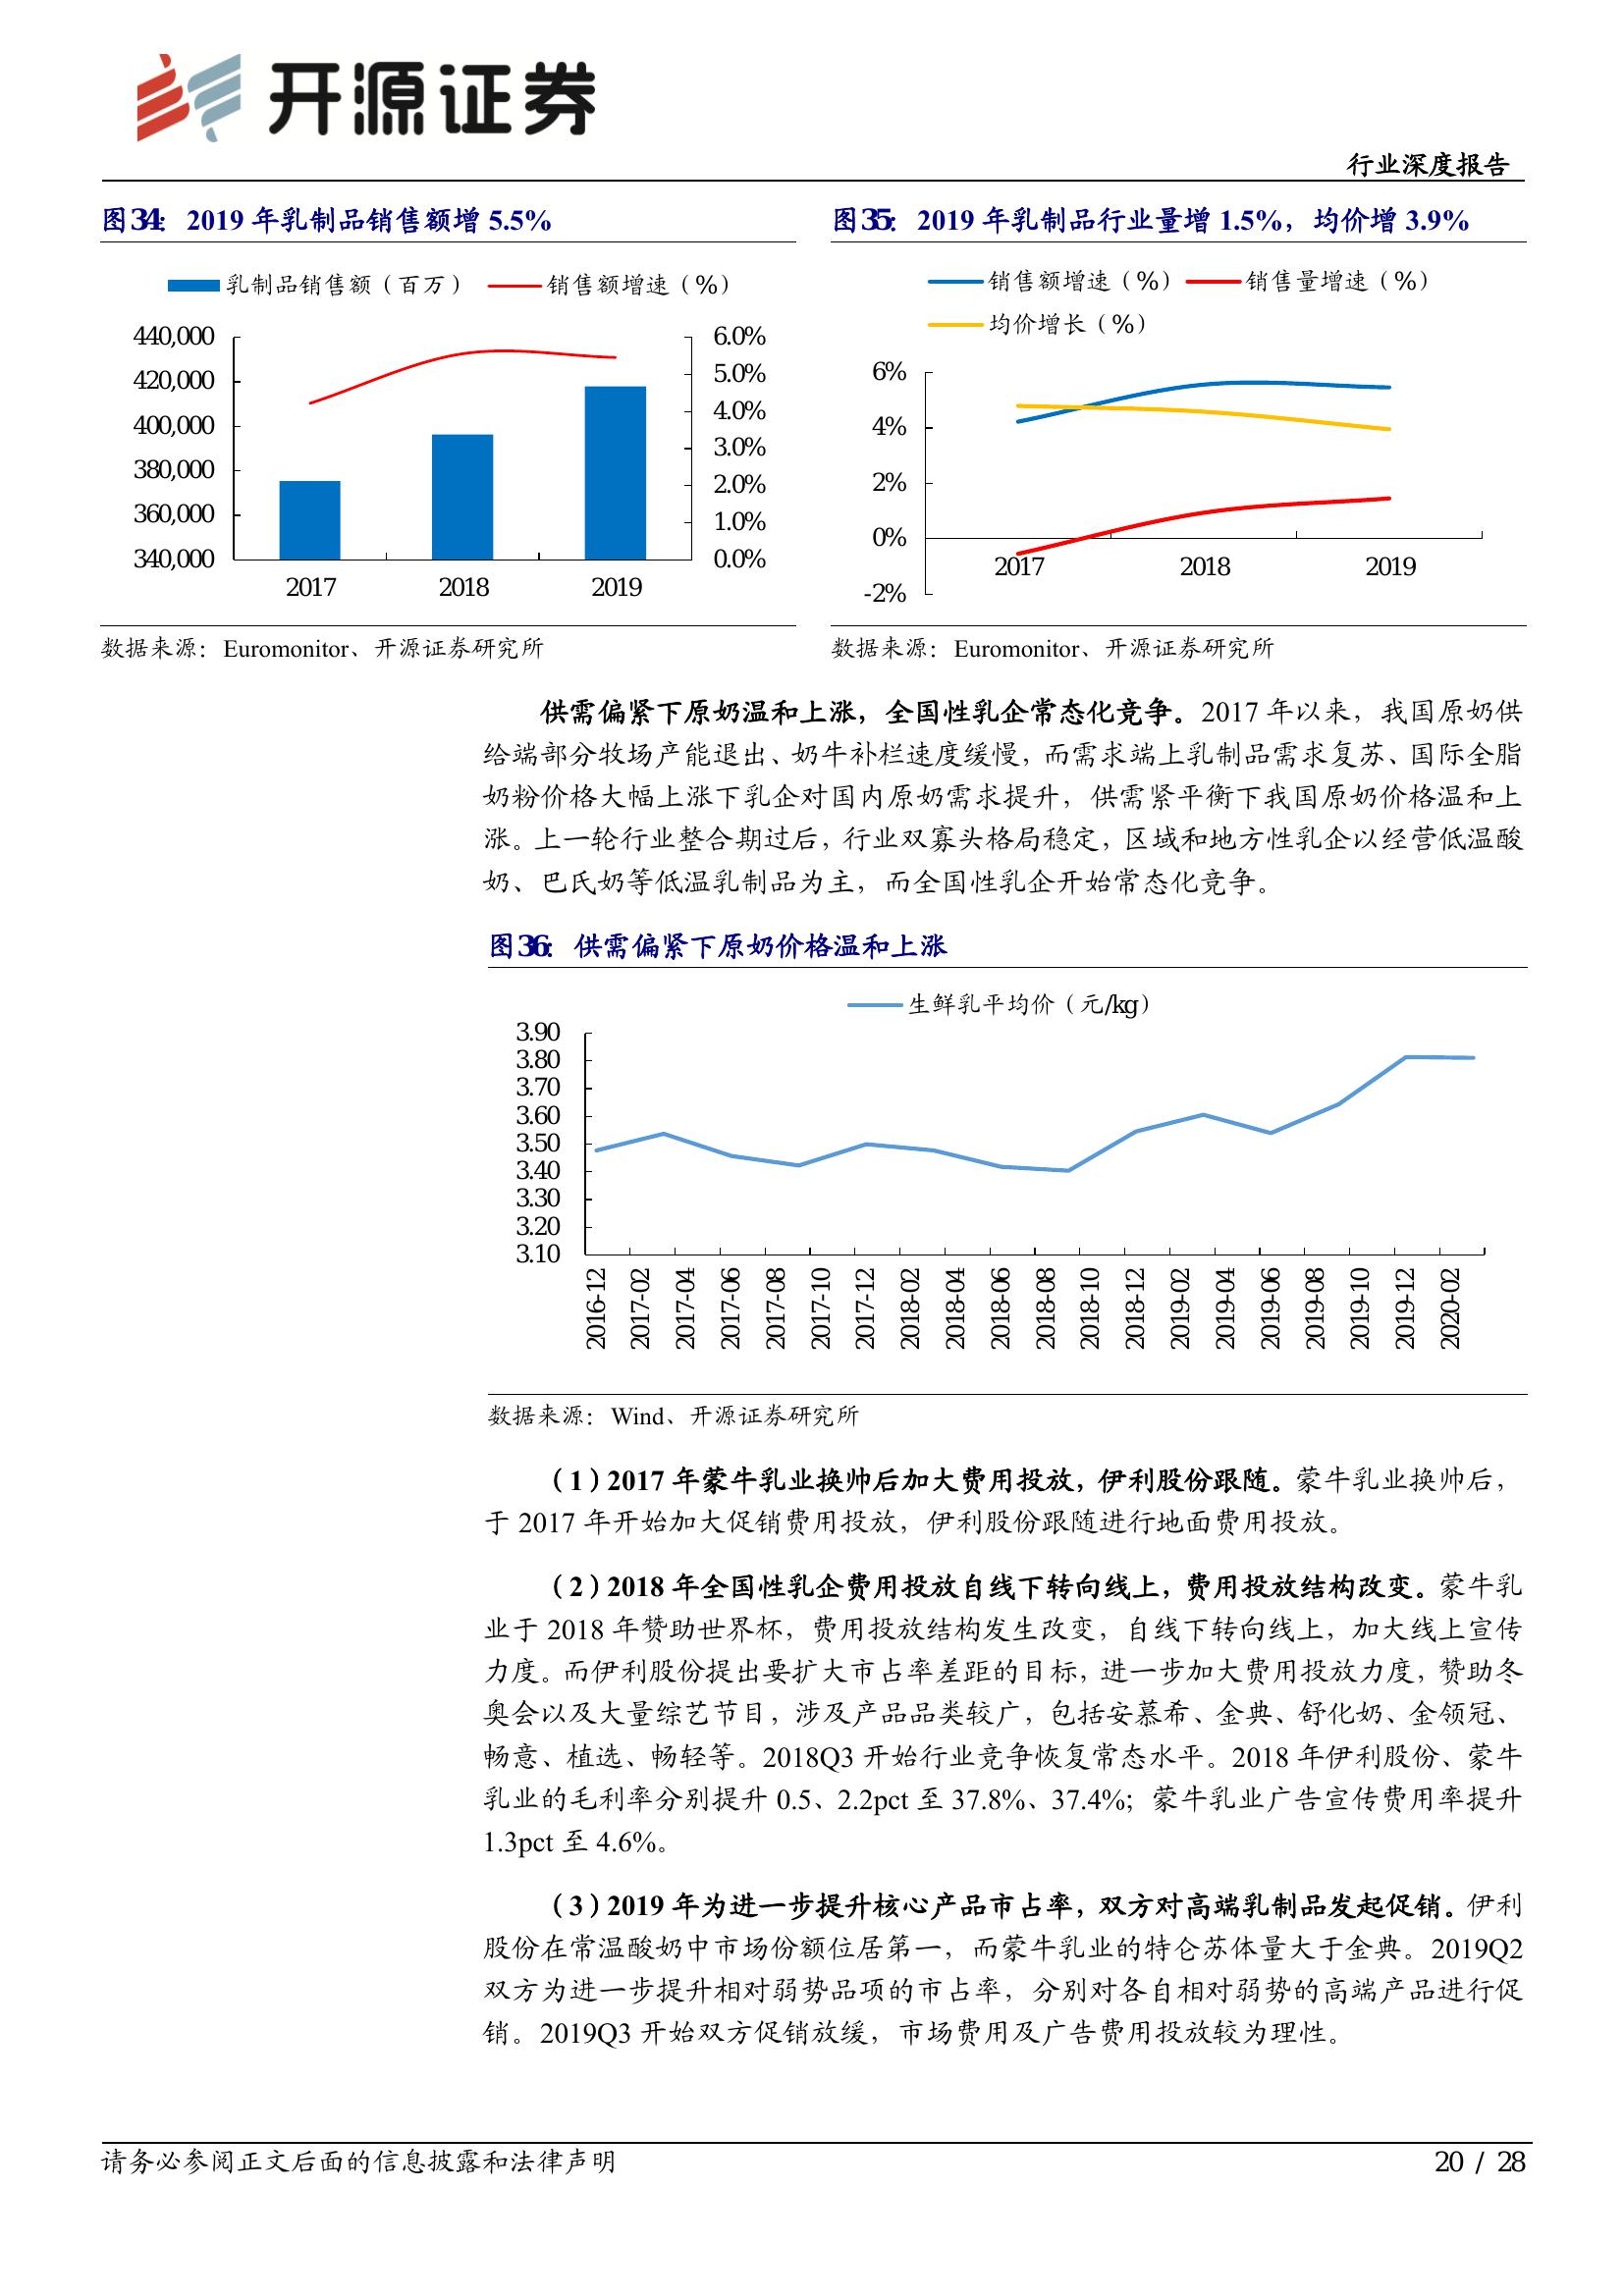 开源证券
行业深度报告
图34： 2019 年乳制品销售额增 5.5%
乳制品销售额（百万） 销售额增速（%）
440,000
420,000
400,000
380,000
360,000
340,000
6.0%
5.0%
4.0%
3.0%
2.0%
1.0%
0.0%
2017 2018 2019
数据来源：Euromonitor、开源证券研究所
图35： 2019 年乳制品行业量增 1.5%，均价增 3.9%
销售额增速（%） 销售量增速（%）
均价增长（%）
6%
4%
2%
0%
-2%
2017 2018 2019
数据来源：Euromonitor、开源证券研究所
供需偏紧下原奶温和上涨，全国性乳企常态化竞争。2017 年以来，我国原奶供
给端部分牧场产能退出、奶牛补栏速度缓慢，而需求端上乳制品需求复苏、国际全脂
奶粉价格大幅上涨下乳企对国内原奶需求提升，供需紧平衡下我国原奶价格温和上
涨。上一轮行业整合期过后，行业双寡头格局稳定，区域和地方性乳企以经营低温酸
奶、巴氏奶等低温乳制品为主，而全国性乳企开始常态化竞争。
图36： 供需偏紧下原奶价格温和上涨
生鲜乳平均价（元/kg）
3.90
3.80
3.70
3.60
3.50
3.40
3.30
3.20
3.10
2016-12 2017-02 2017-04 2017-06 2017-08 2017-10 2017-12 2018-02 2018-04 2018-06 2018-08 2018-10 2018-12 2019-02 2019-04 2019-06 2019-08 2019-10 2019-12 2020-02
数据来源：Wind、开源证券研究所
（1）2017 年蒙牛乳业换帅后加大费用投放，伊利股份跟随。蒙牛乳业换帅后，
于 2017 年开始加大促销费用投放，伊利股份跟随进行地面费用投放。
（2）2018 年全国性乳企费用投放自线下转向线上，费用投放结构改变。蒙牛乳
业于 2018 年赞助世界杯，费用投放结构发生改变，自线下转向线上，加大线上宣传
力度。而伊利股份提出要扩大市占率差距的目标，进一步加大费用投放力度，赞助冬
奥会以及大量综艺节目，涉及产品品类较广，包括安慕希、金典、舒化奶、金领冠、
畅意、植选、畅轻等。2018Q3 开始行业竞争恢复常态水平。2018 年伊利股份、蒙牛
乳业的毛利率分别提升 0.5、2.2pct 至 37.8%、37.4%；蒙牛乳业广告宣传费用率提升
1.3pct 至 4.6%。
（3）2019 年为进一步提升核心产品市占率，双方对高端乳制品发起促销。伊利
股份在常温酸奶中市场份额位居第一，而蒙牛乳业的特仑苏体量大于金典。2019Q2
双方为进一步提升相对弱势品项的市占率，分别对各自相对弱势的高端产品进行促
销。2019Q3 开始双方促销放缓，市场费用及广告费用投放较为理性。
请务必参阅正文后面的信息披露和法律声明
20 / 28